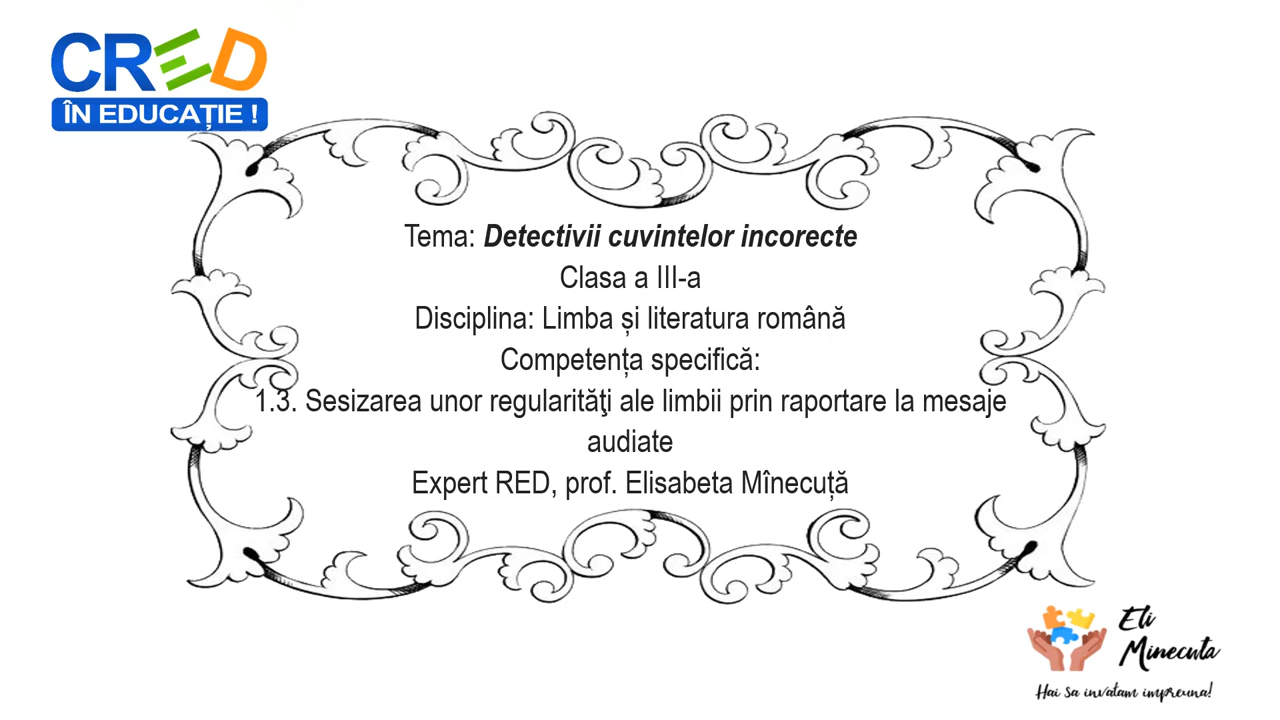 CRED
ÎN EDUCAȚIE !
Tema: Detectivii cuvintelor incorecte
Clasa a III-a
Disciplina: Limba și literatura română
Competența specifică:
1.3. Sesizarea unor regularităţi ale limbii prin raportare la mesaje
audiate
Expert RED, prof. Elisabeta Mînecuță
Eli
Minecuta
Hai sa invatam impreuna!